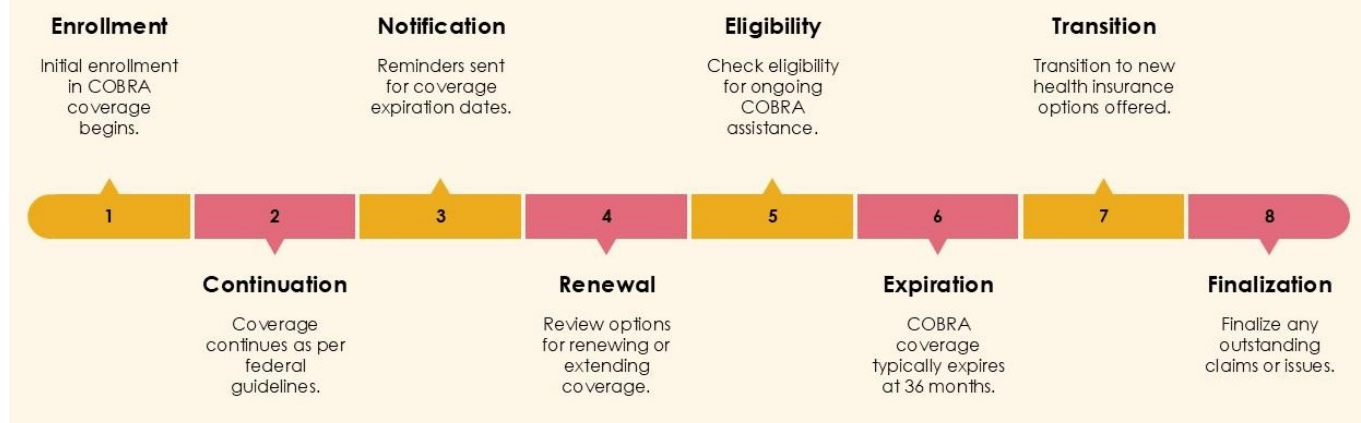 Enrollment
Initial enrollment
in COBRA
coverage
begins.
Notification
Reminders sent
for coverage
expiration dates.
Eligibility
Check eligibility
for ongoing
COBRA
assistance.
Transition
Transition to new
health insurance
options offered.
1
2
3
4
5
6
7
8
Continuation
Coverage
continues as per
federal
guidelines.
Renewal
Review options
for renewing or
extending
coverage.
Expiration
COBRA
coverage
typically expires
at 36 months.
Finalization
Finalize any
outstanding
claims or issues.